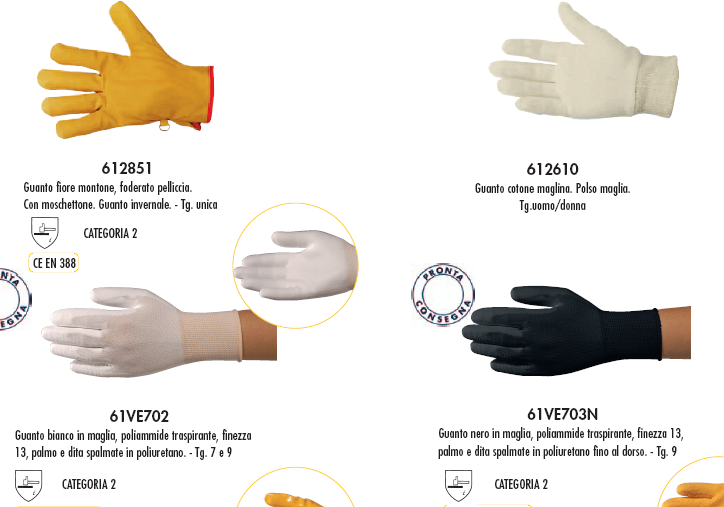 612851
Guanto fiore montone, foderato pelliccia.
Con moschettone. Guanto invernale. - Tg. unica
CATEGORIA 2
CE EN 388
612610
Guanto cotone maglina. Polso maglia.
Tg.uomo/donna
NTA
EGNA
61VE702
Guanto bianco in maglia, poliammide traspirante, finezza
13, palmo e dita spalmate in poliuretano. - Tg. 7 e 9
CATEGORIA 2
PRONTA
CONSEGNA
61VE703N
Guanto nero in maglia, poliammide traspirante, finezza 13,
palmo e dita spalmate in poliuretano fino al dorso. - Tg. 9
CATEGORIA 2